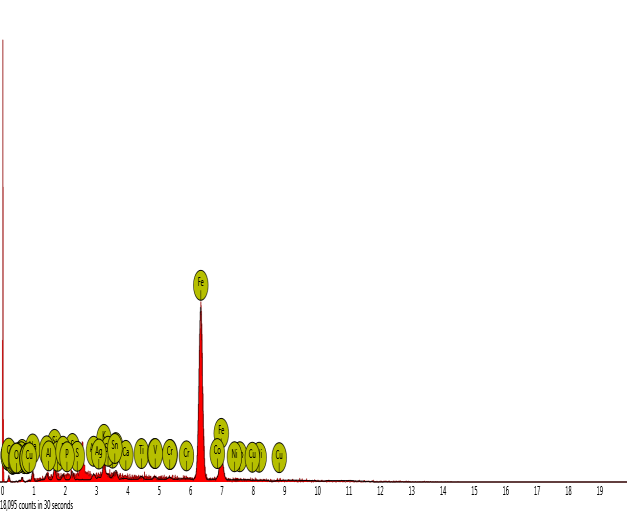 Fe
Fe
K
Sn
Al
P
S
Ag
Ca
Ti
V
Cr
Cr
Co
Ni
Cu
Cu
O
Cu
0 1 2 3 4 5 6 7 8 9 10 11 12 13 14 15 16 17 18 19
18,095 counts in 30 seconds